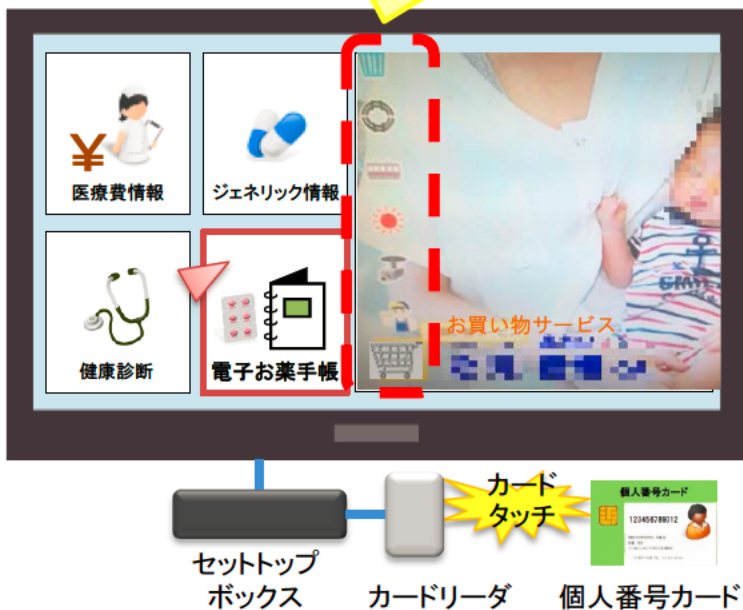 ¥
医療費情報
ジェネリック情報
健康診断
電子お薬手帳
お買い物サービス
カード
タッチ
個人番号カード
123456789012
セットトップ
ボックス
カードリーダ
個人番号カード